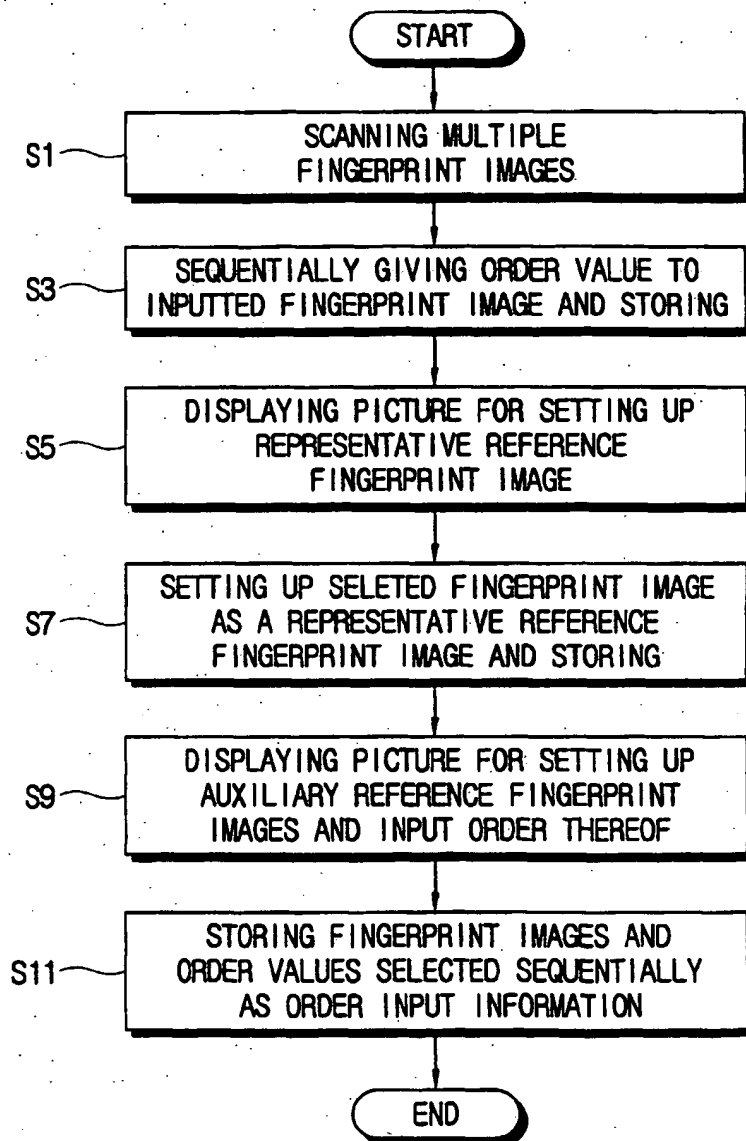 START
S1
SCANNING MULTIPLE
FINGERPRINT IMAGES
S3
SEQUENTIALLY GIVING ORDER VALUE TO
INPUTTED FINGERPRINT IMAGE AND STORING
S5
DISPLAYING PICTURE FOR SETTING UP
REPRESENTATIVE REFERENCE
FINGERPRINT IMAGE
S7
SETTING UP SELETED FINGERPRINT IMAGE
AS A REPRESENTATIVE REFERENCE
FINGERPRINT IMAGE AND STORING
S9
DISPLAYING PICTURE FOR SETTING UP
AUXILIARY REFERENCE FINGERPRINT
IMAGES AND INPUT ORDER THEREOF
S11
STORING FINGERPRINT IMAGES AND
ORDER VALUES SELECTED SEQUENTIALLY
AS ORDER INPUT INFORMATION
END